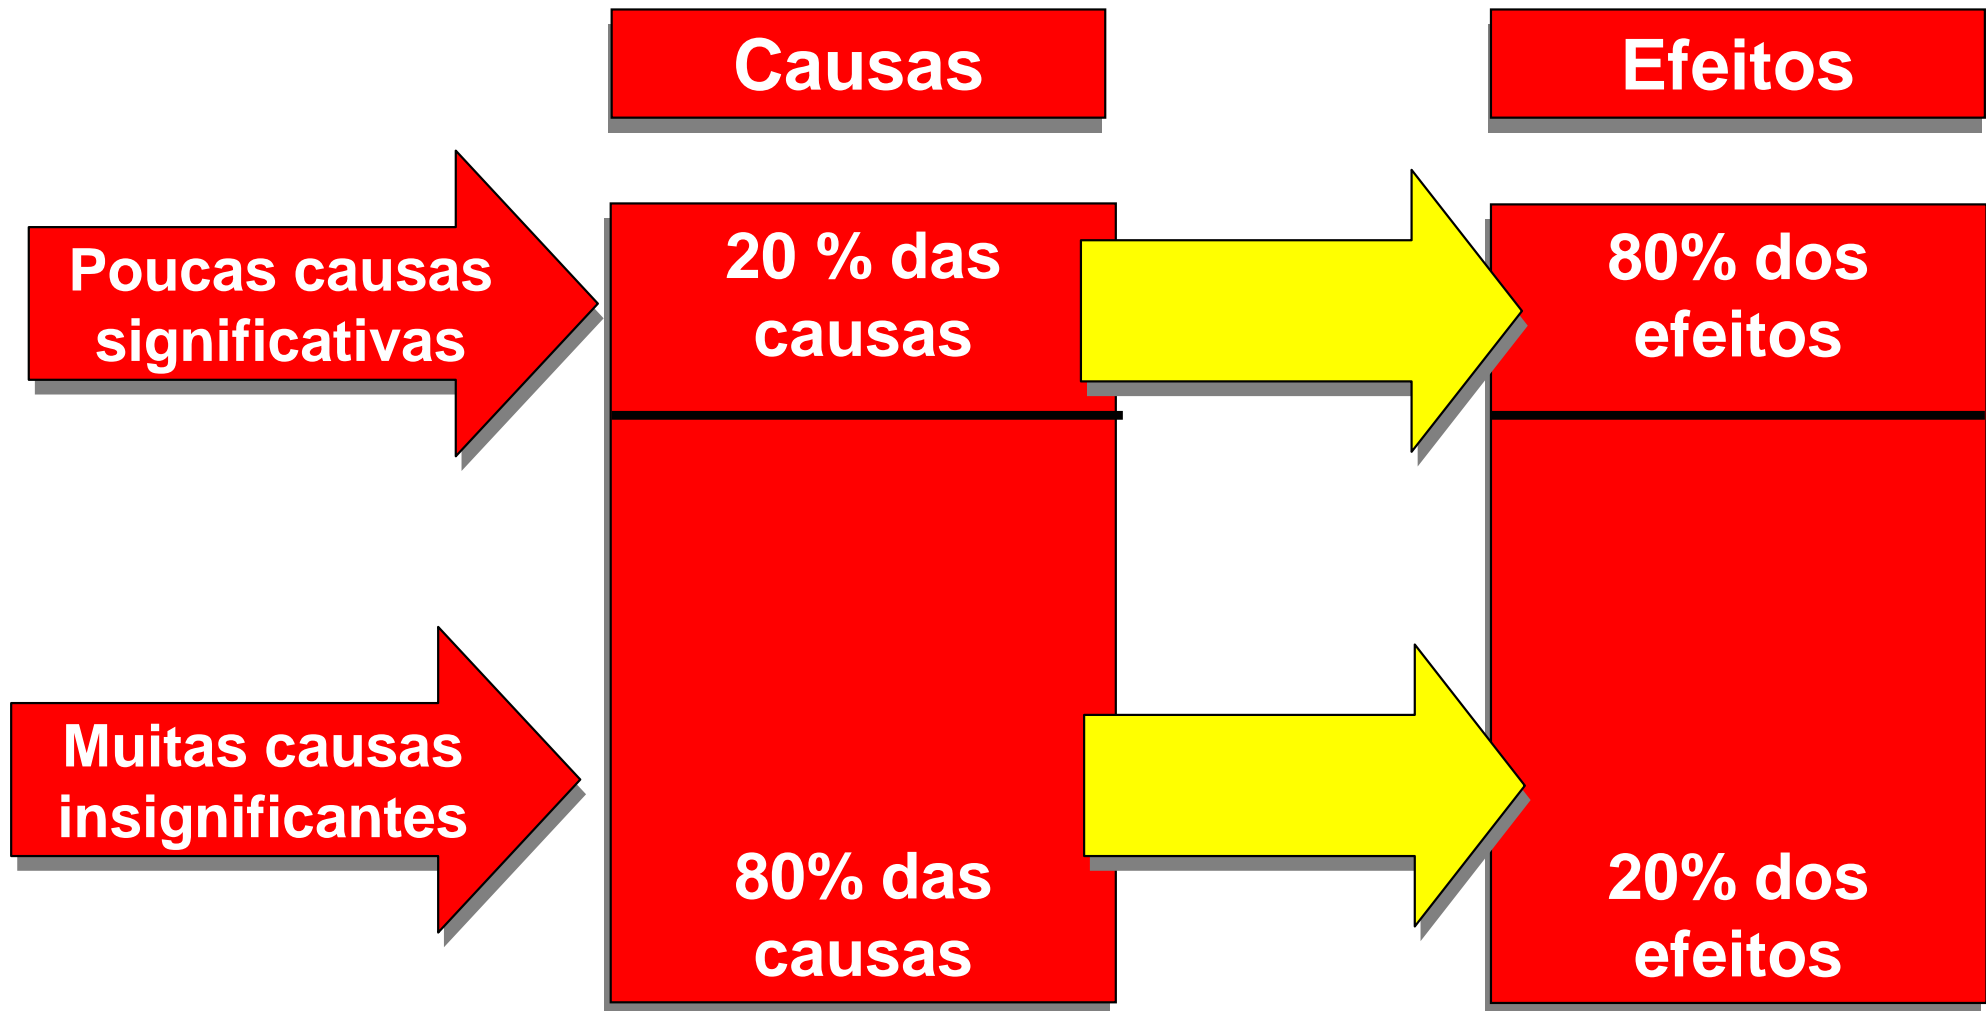 Causas
Efeitos
Poucas causas
significativas
20 % das
causas
80% dos
efeitos
Muitas causas
insignificantes
80% das
causas
20% dos
efeitos